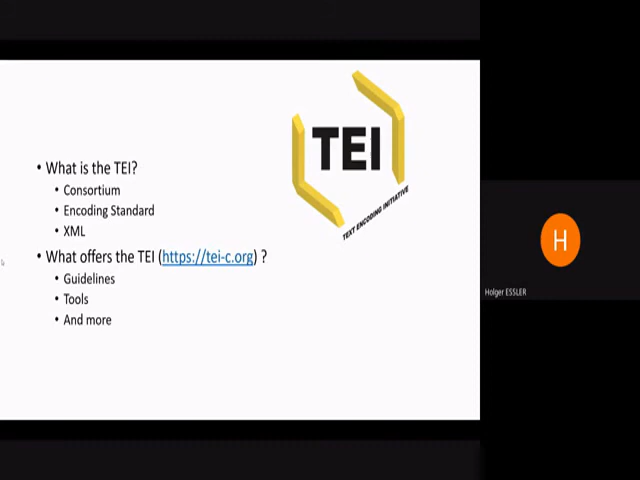 TEI
TEXT ENCODING INITIATIVE
• What is the TEI?
• Consortium
• Encoding Standard
• XML
• What offers the TEI (https://tei-c.org) ?
• Guidelines
• Tools
• And more
H
Holger ESSLER